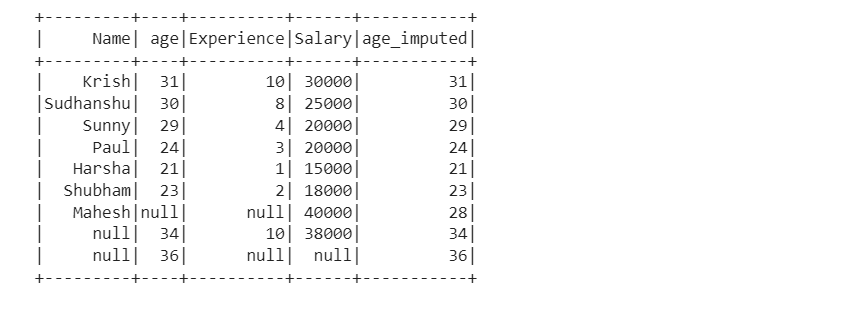 +---------+----+----------+------+-----------+
|     Name| age|Experience|Salary|age_imputed|
+---------+----+----------+------+-----------+
|    Krish|  31|        10| 30000|         31|
|Sudhanshu|  30|         8| 25000|         30|
|    Sunny|  29|         4| 20000|         29|
|     Paul|  24|         3| 20000|         24|
|   Harsha|  21|         1| 15000|         21|
|  Shubham|  23|         2| 18000|         23|
|   Mahesh|null|      null| 40000|         28|
|     null|  34|        10| 38000|         34|
|     null|  36|      null|  null|         36|
+---------+----+----------+------+-----------+